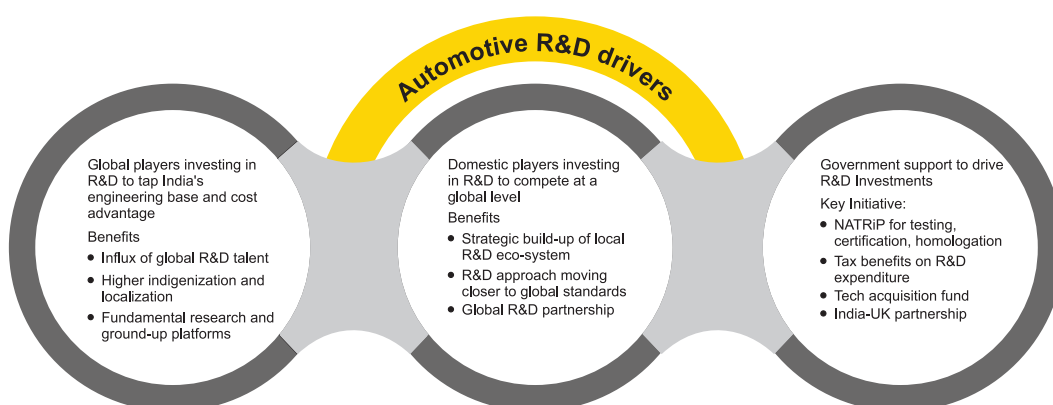 Automotive R&D drivers
Global players investing in
R&D to tap India's
engineering base and cost
advantage
Benefits
• Influx of global R&D talent
• Higher indigenization and
localization
• Fundamental research and
ground-up platforms
Domestic players investing
in R&D to compete at a
global level
Benefits
• Strategic build-up of local
R&D eco-system
• R&D approach moving
closer to global standards
• Global R&D partnership
Government support to drive
R&D Investments
Key Initiative:
• NATRiP for testing,
certification, homologation
• Tax benefits on R&D
expenditure
• Tech acquisition fund
• India-UK partnership